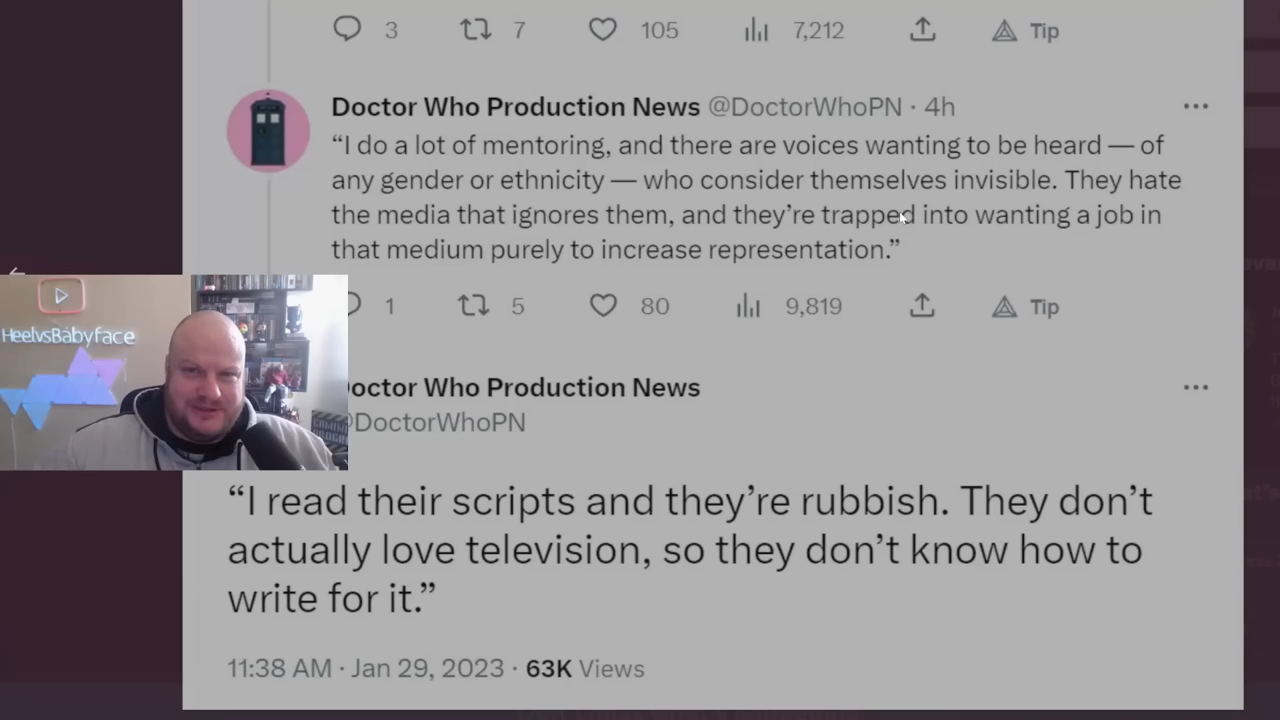 3 7 105 7,212 Tip
Doctor Who Production News @DoctorWhoPN · 4h
“I do a lot of mentoring, and there are voices wanting to be heard — of
any gender or ethnicity — who consider themselves invisible. They hate
the media that ignores them, and they’re trapped into wanting a job in
that medium purely to increase representation.”
1 5 80 9,819 Tip
HeelvsBabyface
Doctor Who Production News
@DoctorWhoPN
“I read their scripts and they’re rubbish. They don’t
actually love television, so they don’t know how to
write for it.”
11:38 AM · Jan 29, 2023 · 63K Views